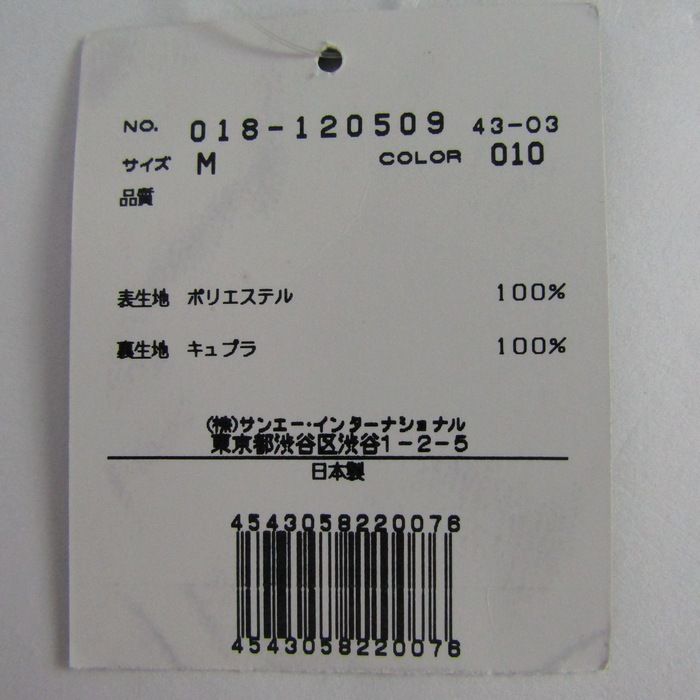 NO. 018-120509 43-03
サイズ M COLOR 010
品質
表生地 ポリエステル 100%
裏生地 キュプラ 100%
(株)サンエー・インターナショナル
東京都渋谷区渋谷1-2-5
日本製
4543058220076
4543058220076